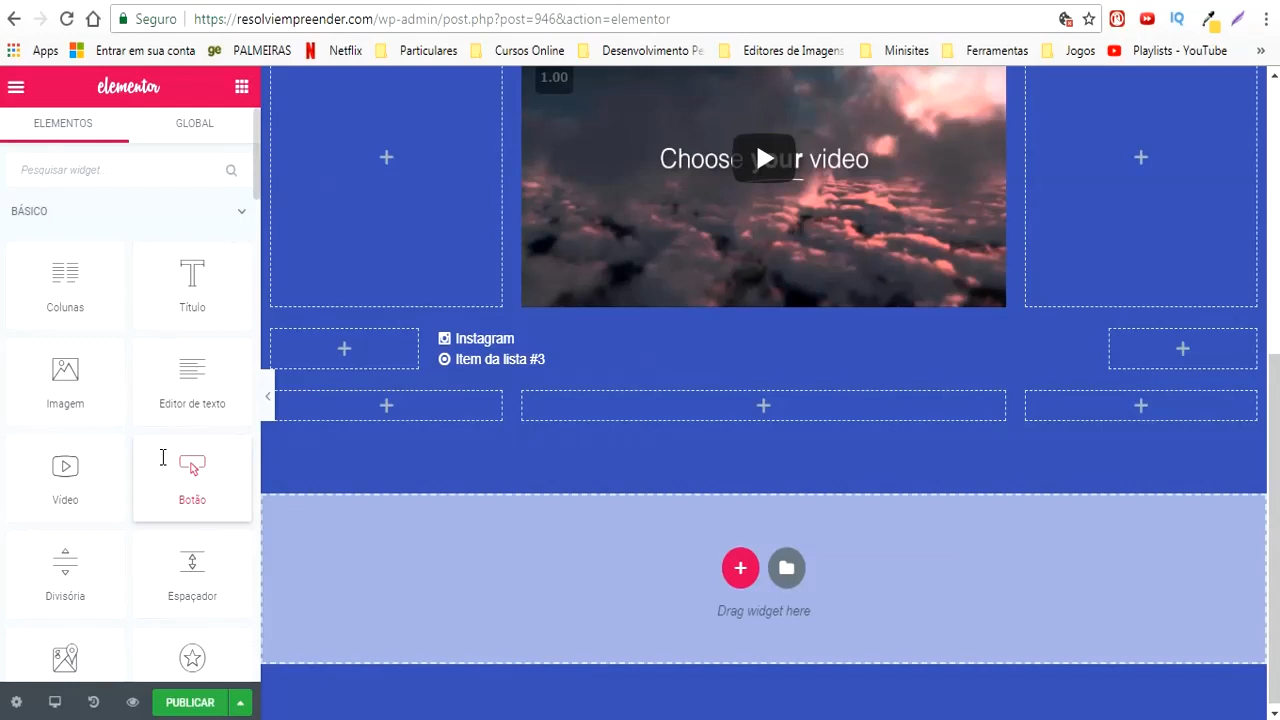 Seguro
https://resolviempreender.com/wp-admin/post.php?post=946&action=elementor
Apps
Entrar em sua conta
PALMEIRAS
Netflix
Particulares
Cursos Online
Desenvolvimento Pe
Editores de Imagens
Minisites
Ferramentas
Jogos
Playlists - YouTube
»
elementor
ELEMENTOS
GLOBAL
Pesquisar widget...
BÁSICO
Colunas
Título
Imagem
Editor de texto
Vídeo
Botão
Divisória
Espaçador
PUBLICAR
1.00
Choose your video
Instagram
Item da lista #3
Drag widget here